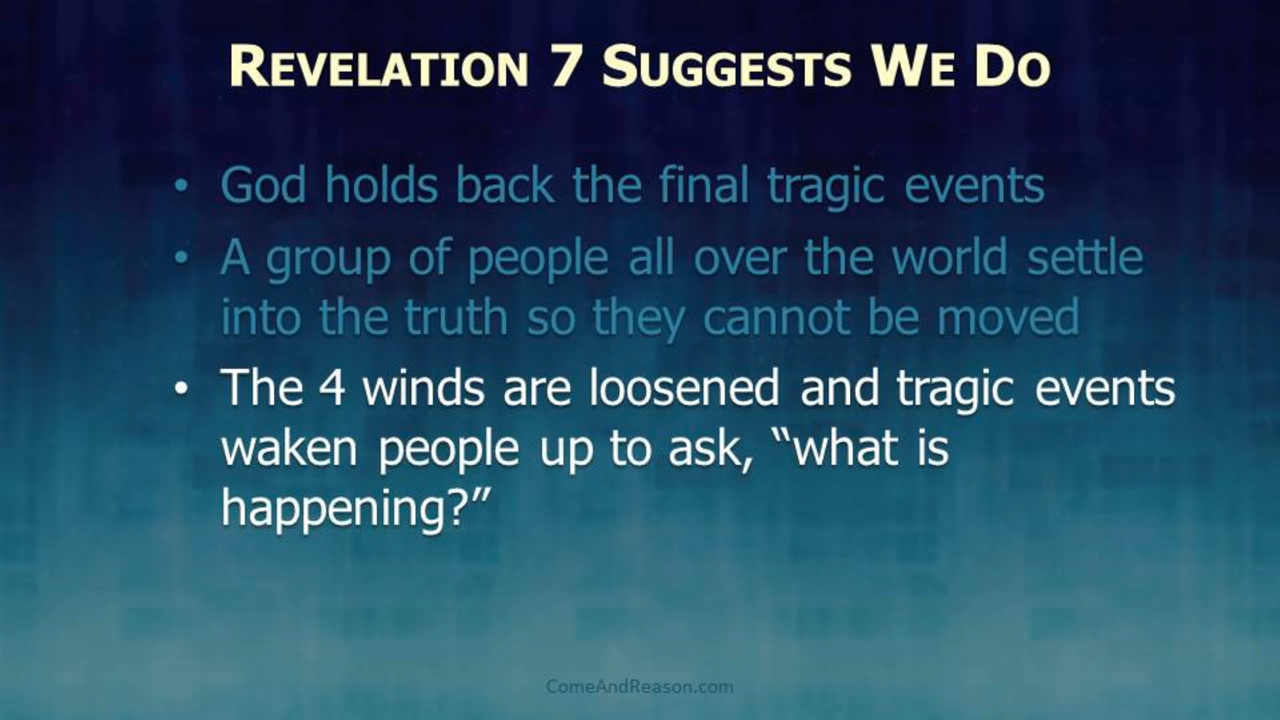 REVELATION 7 SUGGESTS WE DO
• God holds back the final tragic events
• A group of people all over the world settle
into the truth so they cannot be moved
• The 4 winds are loosened and tragic events
waken people up to ask, “what is
happening?”
ComeAndReason.com